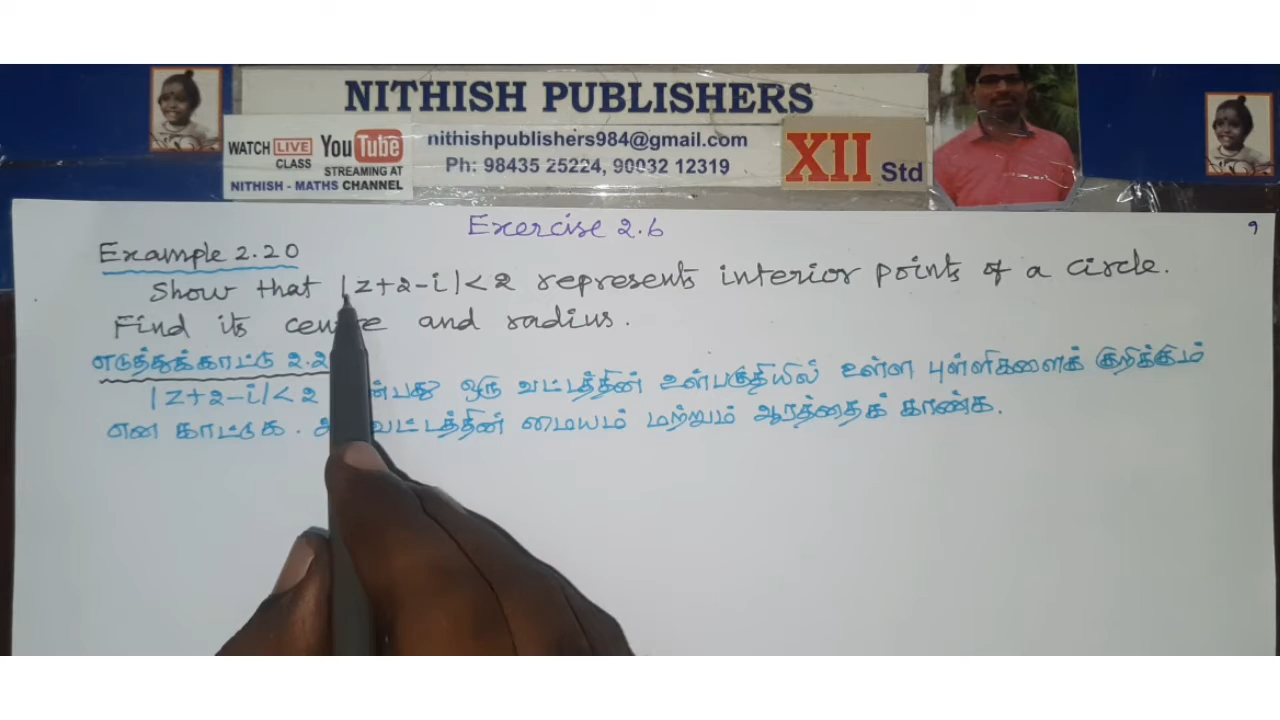 NITHISH PUBLISHERS
WATCH LIVE CLASS
YouTube
STREAMING AT
NITHISH - MATHS CHANNEL
nithishpublishers984@gmail.com
Ph: 98435 25224, 90032 12319
XII Std
Exercise 2.6
9
Example 2.20
Show that |z+2-i|<2 represents interior points of a circle.
Find its and radius.
எடுத்துக்காட்டு
|z+2-i|<2 ஒரு வட்டத்தின் உள்பகுதியில் உள்ள புள்ளிகளைக் குறிக்கும்
என காட்டுக. வட்டத்தின் மையம் மற்றும் ஆரத்தைக் காண்க.